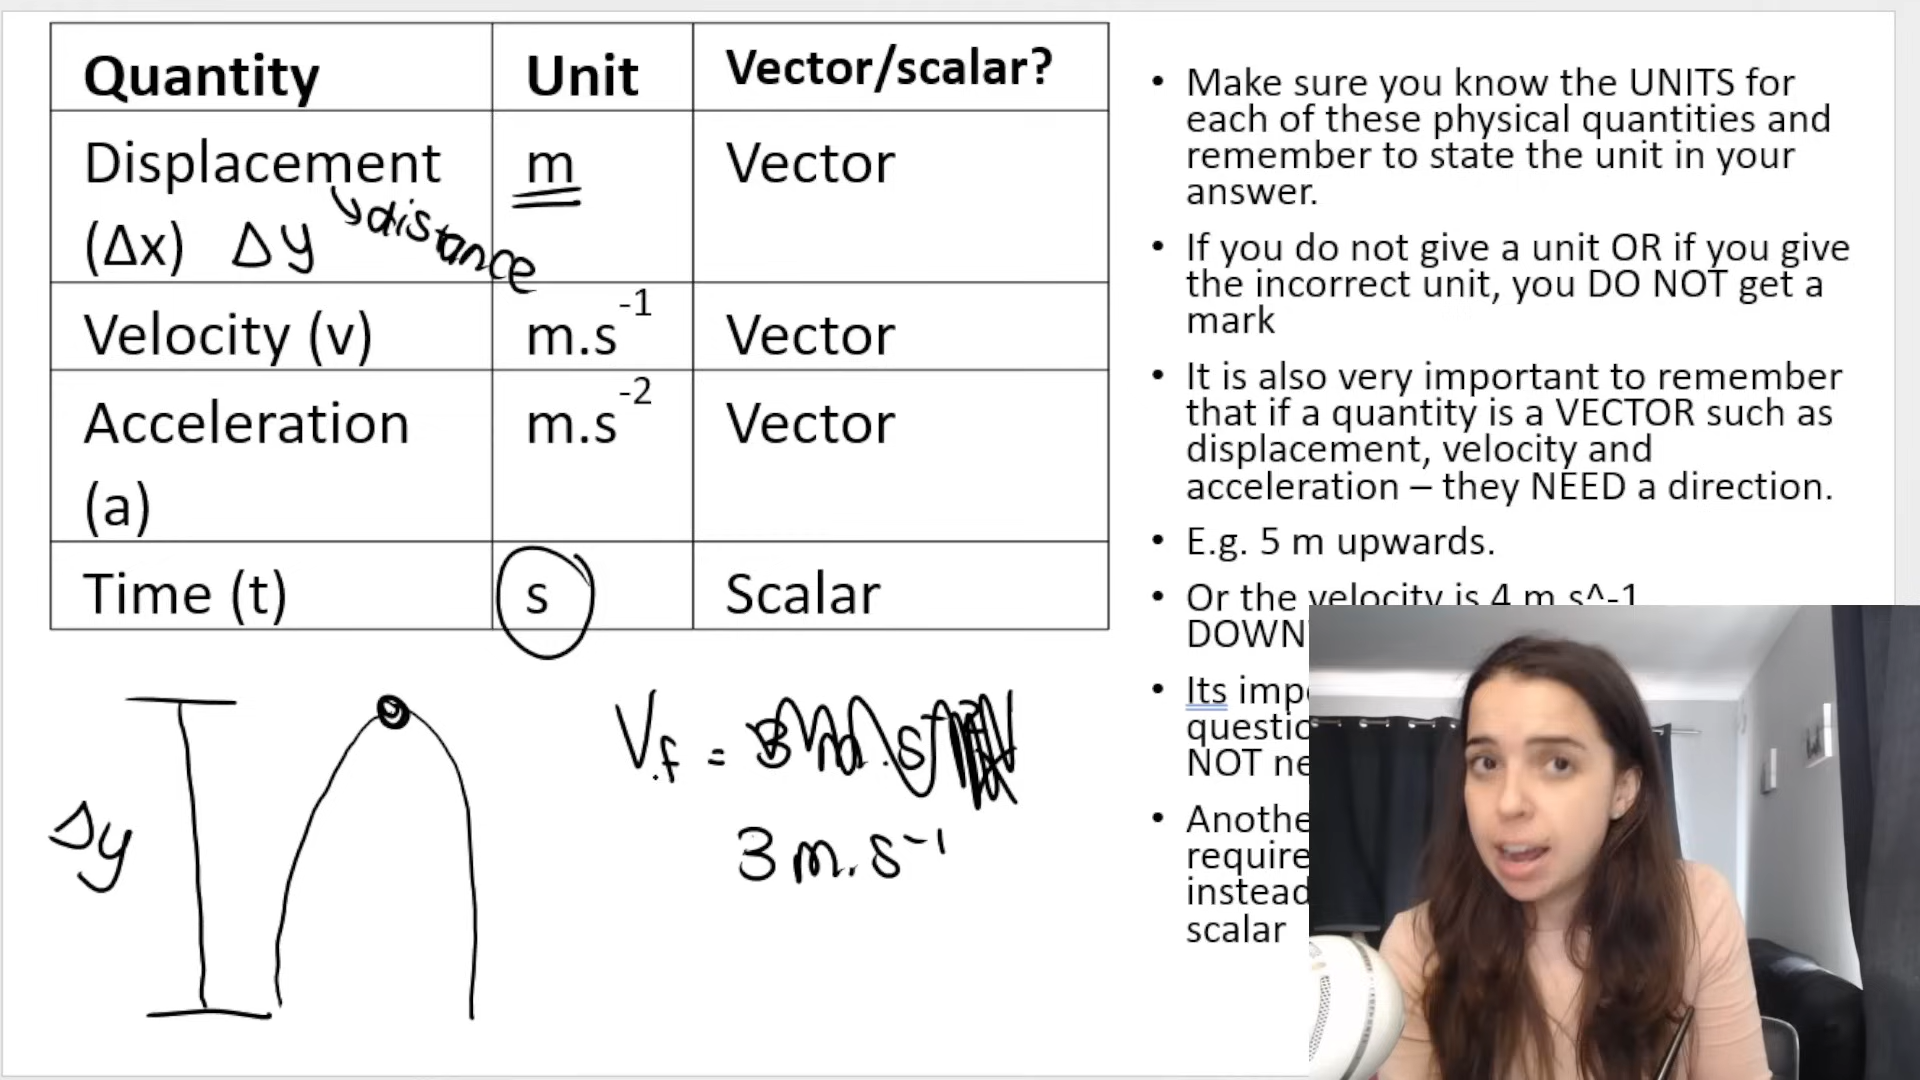 Quantity Unit Vector/scalar?
Displacement m Vector
(Δx) Δy distance
Velocity (v) m.s-1 Vector
Acceleration m.s-2 Vector
(a)
Time (t) s Scalar
Δy
Vf =
3 m.s-1
• Make sure you know the UNITS for
each of these physical quantities and
remember to state the unit in your
answer.
• If you do not give a unit OR if you give
the incorrect unit, you DO NOT get a
mark
• It is also very important to remember
that if a quantity is a VECTOR such as
displacement, velocity and
acceleration – they NEED a direction.
• E.g. 5 m upwards.
• Or the velocity is 4 m s^-1
DOWN
• Its imp
questio
NOT ne
• Anothe
require
instead
scalar